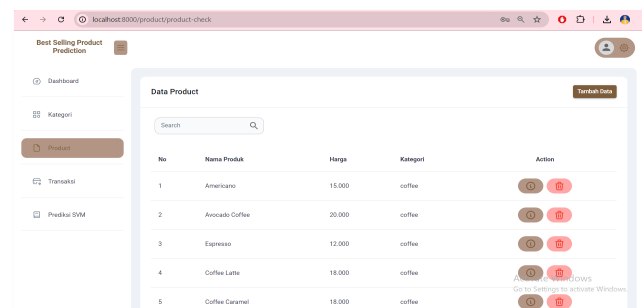 localhost:8000/product/product-check
Best Selling Product
Prediction
Dashboard
Kategori
Product
Transaksi
Prediksi SVM
Data Product
Tambah Data
Search
No Nama Produk Harga Kategori Action
1 Americano 15.000 coffee
2 Avocado Coffee 20.000 coffee
3 Espresso 12.000 coffee
4 Coffee Latte 18.000 coffee
5 Coffee Caramel 18.000 coffee
Activate Windows
Go to Settings to activate Windows.